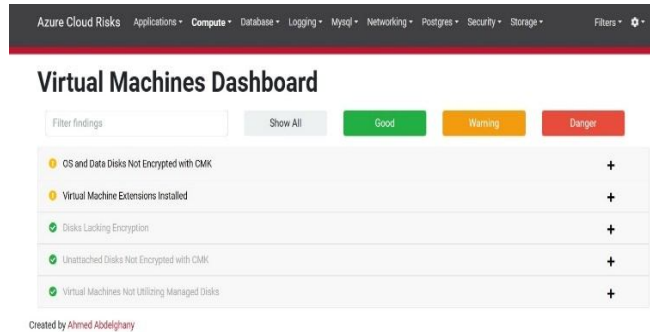 Azure Cloud Risks Applications Compute Database Logging Mysql Networking Postgres Security Storage Filters
Virtual Machines Dashboard
Filter findings Show All Good Warning Danger
OS and Data Disks Not Encrypted with CMK +
Virtual Machine Extensions Installed +
Disks Lacking Encryption +
Unattached Disks Not Encrypted with CMK +
Virtual Machines Not Utilizing Managed Disks +
Created by Ahmed Abdelghany